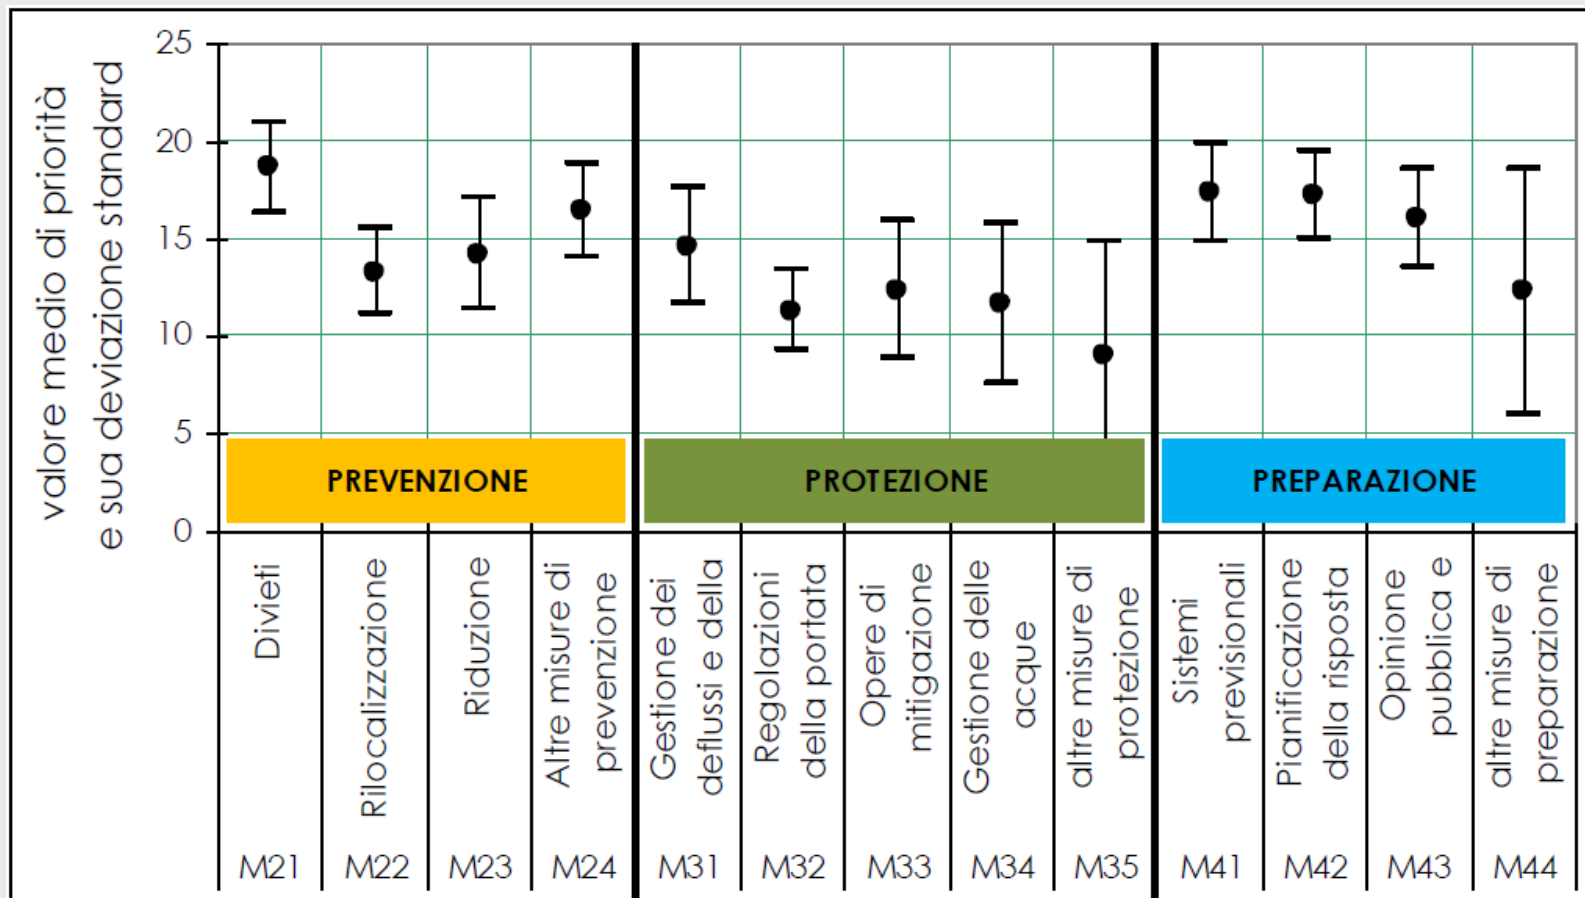 valore medio di priorità
e sua deviazione standard
25
20
15
10
5
0
PREVENZIONE
PROTEZIONE
PREPARAZIONE
Divieti
Rilocalizzazione
Riduzione
Altre misure di
prevenzione
Gestione dei
deflussi e della
Regolazioni
della portata
Opere di
mitigazione
Gestione delle
acque
altre misure di
protezione
Sistemi
previsionali
Pianificazione
della risposta
Opinione
pubblica e
altre misure di
preparazione
M21
M22
M23
M24
M31
M32
M33
M34
M35
M41
M42
M43
M44